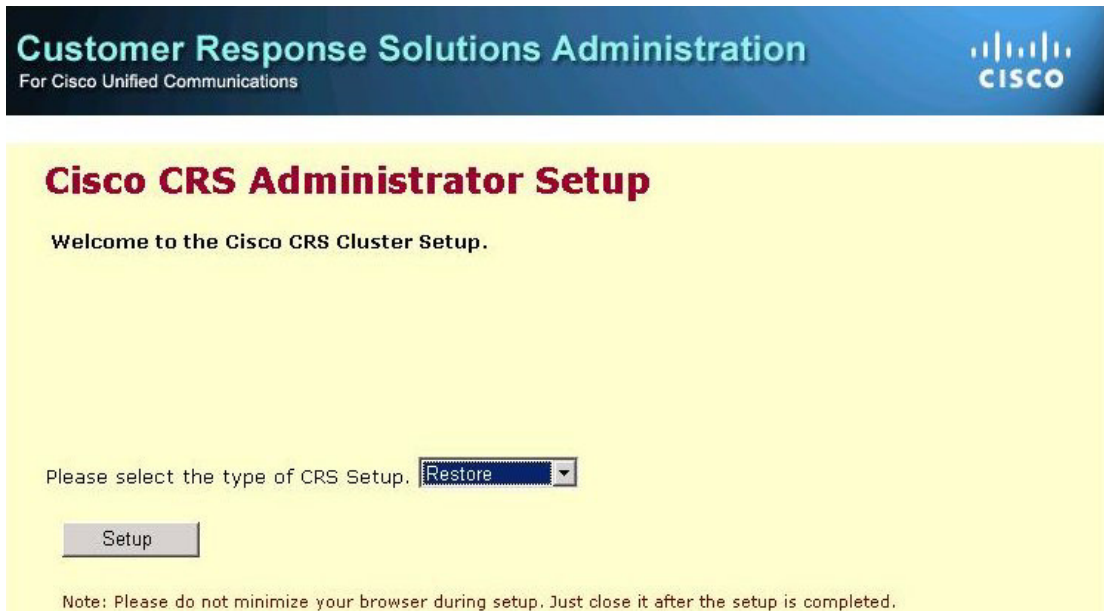 Customer Response Solutions Administration
For Cisco Unified Communications
CISCO
Cisco CRS Administrator Setup
Welcome to the Cisco CRS Cluster Setup.
Please select the type of CRS Setup. Restore
Setup
Note: Please do not minimize your browser during setup. Just close it after the setup is completed.